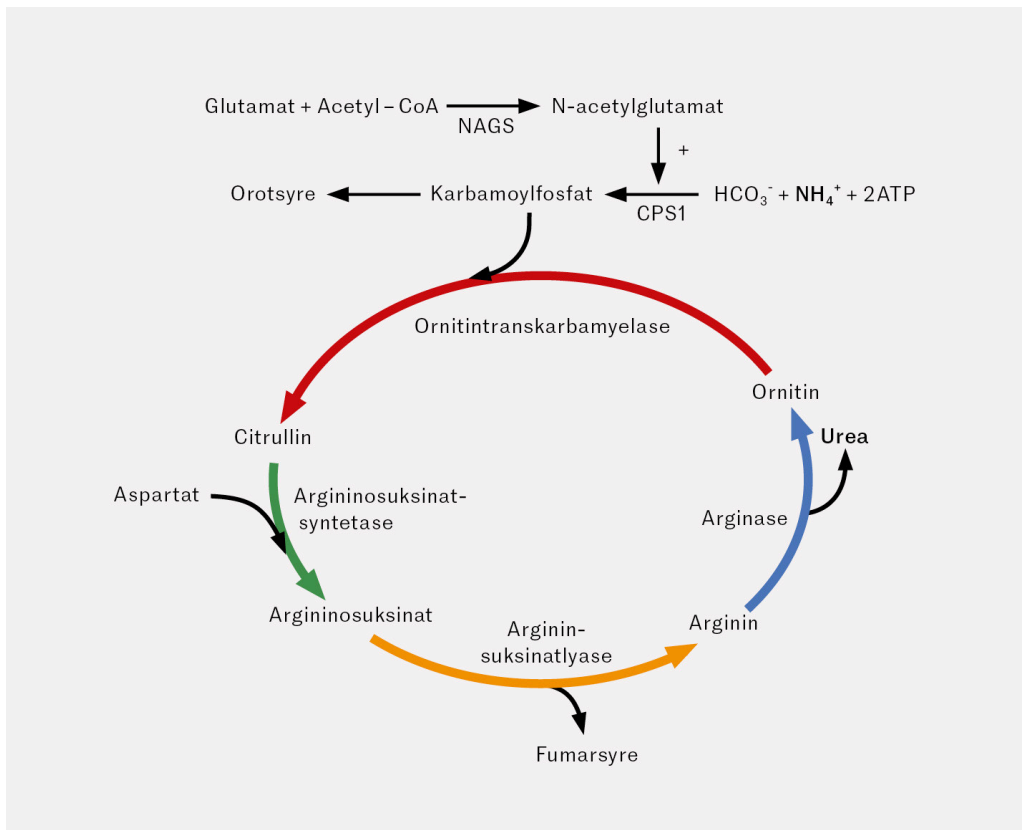 Glutamat + Acetyl – CoA
N-acetylglutamat
NAGS
+
Orotsyre
Karbamoylfosfat
HCO₃⁻ + NH₄⁺ + 2ATP
CPS1
Ornitintranskarbamyelase
Ornitin
Citrullin
Urea
Aspartat
Argininosuksinat-
syntetase
Arginase
Argininosuksinat
Arginin
Arginin-
suksinatlyase
Fumarsyre